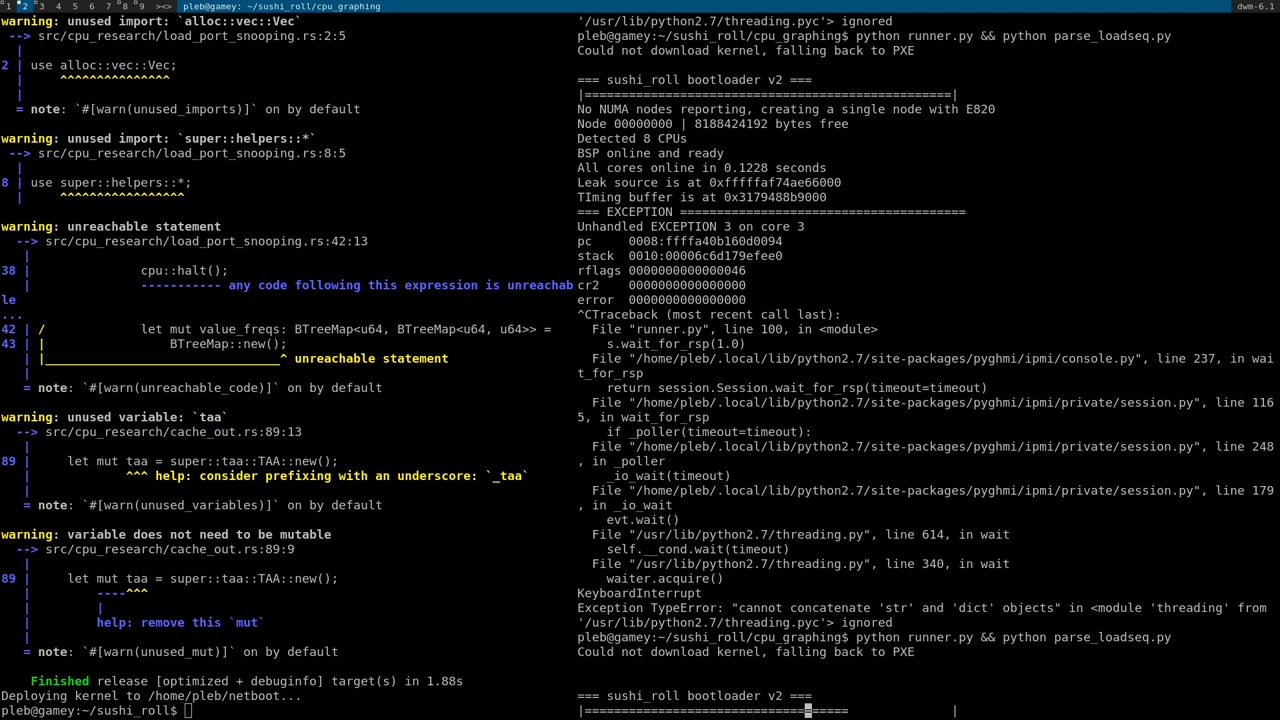 1 2 3 4 5 6 7 8 9 ><> pleb@gamey: ~/sushi_roll/cpu_graphing dwm-6.1
warning: unused import: `alloc::vec::Vec`
 --> src/cpu_research/load_port_snooping.rs:2:5
  |
2 | use alloc::vec::Vec;
  |     ^^^^^^^^^^^^^^^
  |
  = note: `#[warn(unused_imports)]` on by default
warning: unused import: `super::helpers::*`
 --> src/cpu_research/load_port_snooping.rs:8:5
  |
8 | use super::helpers::*;
  |     ^^^^^^^^^^^^^^^^^
  |
warning: unreachable statement
  --> src/cpu_research/load_port_snooping.rs:42:13
   |
38 |               cpu::halt();
   |               ----------- any code following this expression is unreachab
le
...
42 | /             let mut value_freqs: BTreeMap<u64, BTreeMap<u64, u64>> =
43 | |                 BTreeMap::new();
   | |________________________________^ unreachable statement
   |
   = note: `#[warn(unreachable_code)]` on by default
warning: unused variable: `taa`
  --> src/cpu_research/cache_out.rs:89:13
   |
89 |     let mut taa = super::taa::TAA::new();
   |             ^^^ help: consider prefixing with an underscore: `_taa`
   |
   = note: `#[warn(unused_variables)]` on by default
warning: variable does not need to be mutable
  --> src/cpu_research/cache_out.rs:89:9
   |
89 |     let mut taa = super::taa::TAA::new();
   |         ----^^^
   |         |
   |         help: remove this `mut`
   |
   = note: `#[warn(unused_mut)]` on by default
    Finished release [optimized + debuginfo] target(s) in 1.88s
Deploying kernel to /home/pleb/netboot...
pleb@gamey:~/sushi_roll$
'/usr/lib/python2.7/threading.pyc'> ignored
pleb@gamey:~/sushi_roll/cpu_graphing$ python runner.py && python parse_loadseq.py
Could not download kernel, falling back to PXE
=== sushi_roll bootloader v2 ===
|==================================================|
No NUMA nodes reporting, creating a single node with E820
Node 00000000 | 8188424192 bytes free
Detected 8 CPUs
BSP online and ready
All cores online in 0.1228 seconds
Leak source is at 0xfffffaf74ae66000
TIming buffer is at 0x3179488b9000
=== EXCEPTION =======================================
Unhandled EXCEPTION 3 on core 3
pc     0008:ffffa40b160d0094
stack  0010:00006c6d179efee0
rflags 0000000000000046
cr2    0000000000000000
error  0000000000000000
^CTraceback (most recent call last):
  File "runner.py", line 100, in <module>
    s.wait_for_rsp(1.0)
  File "/home/pleb/.local/lib/python2.7/site-packages/pyghmi/ipmi/console.py", line 237, in wai
t_for_rsp
    return session.Session.wait_for_rsp(timeout=timeout)
  File "/home/pleb/.local/lib/python2.7/site-packages/pyghmi/ipmi/private/session.py", line 116
5, in wait_for_rsp
    if _poller(timeout=timeout):
  File "/home/pleb/.local/lib/python2.7/site-packages/pyghmi/ipmi/private/session.py", line 248
, in _poller
    _io_wait(timeout)
  File "/home/pleb/.local/lib/python2.7/site-packages/pyghmi/ipmi/private/session.py", line 179
, in _io_wait
    evt.wait()
  File "/usr/lib/python2.7/threading.py", line 614, in wait
    self.__cond.wait(timeout)
  File "/usr/lib/python2.7/threading.py", line 340, in wait
    waiter.acquire()
KeyboardInterrupt
Exception TypeError: "cannot concatenate 'str' and 'dict' objects" in <module 'threading' from
'/usr/lib/python2.7/threading.pyc'> ignored
pleb@gamey:~/sushi_roll/cpu_graphing$ python runner.py && python parse_loadseq.py
Could not download kernel, falling back to PXE
=== sushi_roll bootloader v2 ===
|====================================              |